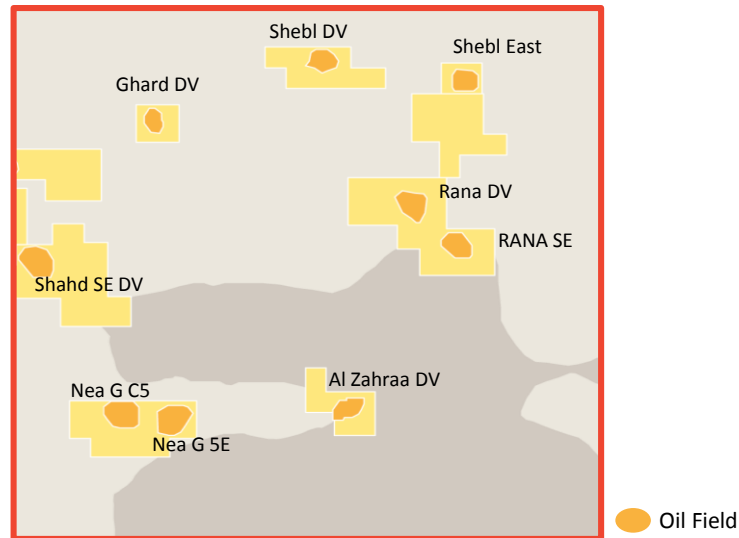 Shebl DV
Shebl East
Ghard DV
Rana DV
RANA SE
Shahd SE DV
Al Zahraa DV
Nea G C5
Nea G 5E
Oil Field